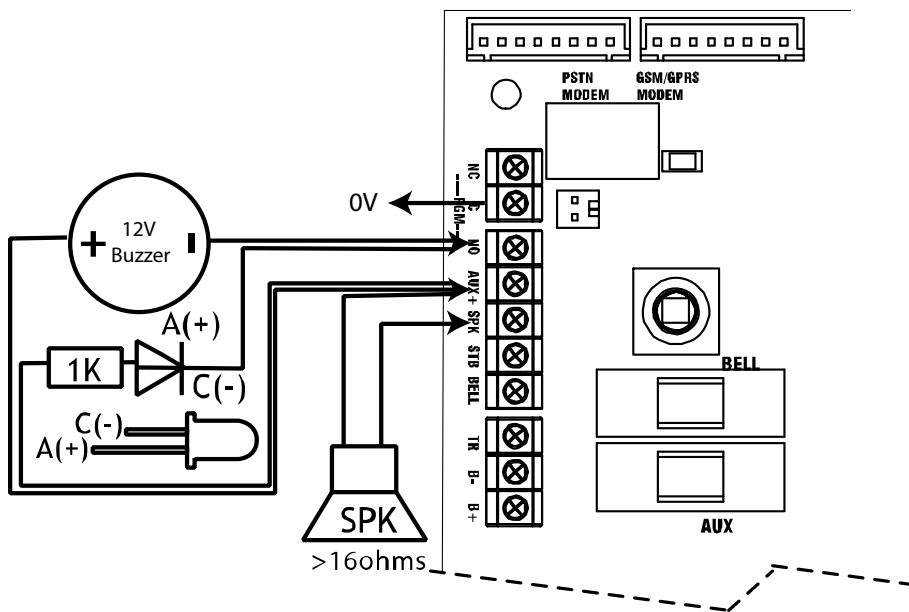 PSTN
MODEM
GSM/GPRS
MODEM
NC
C
PGM
NO
AUX+
SPK
STB
BELL
TR
B-
B+
0V
12V
Buzzer
+
-
A(+)
1K
C(-)
C(-)
A(+)
SPK
>16ohms
BELL
AUX